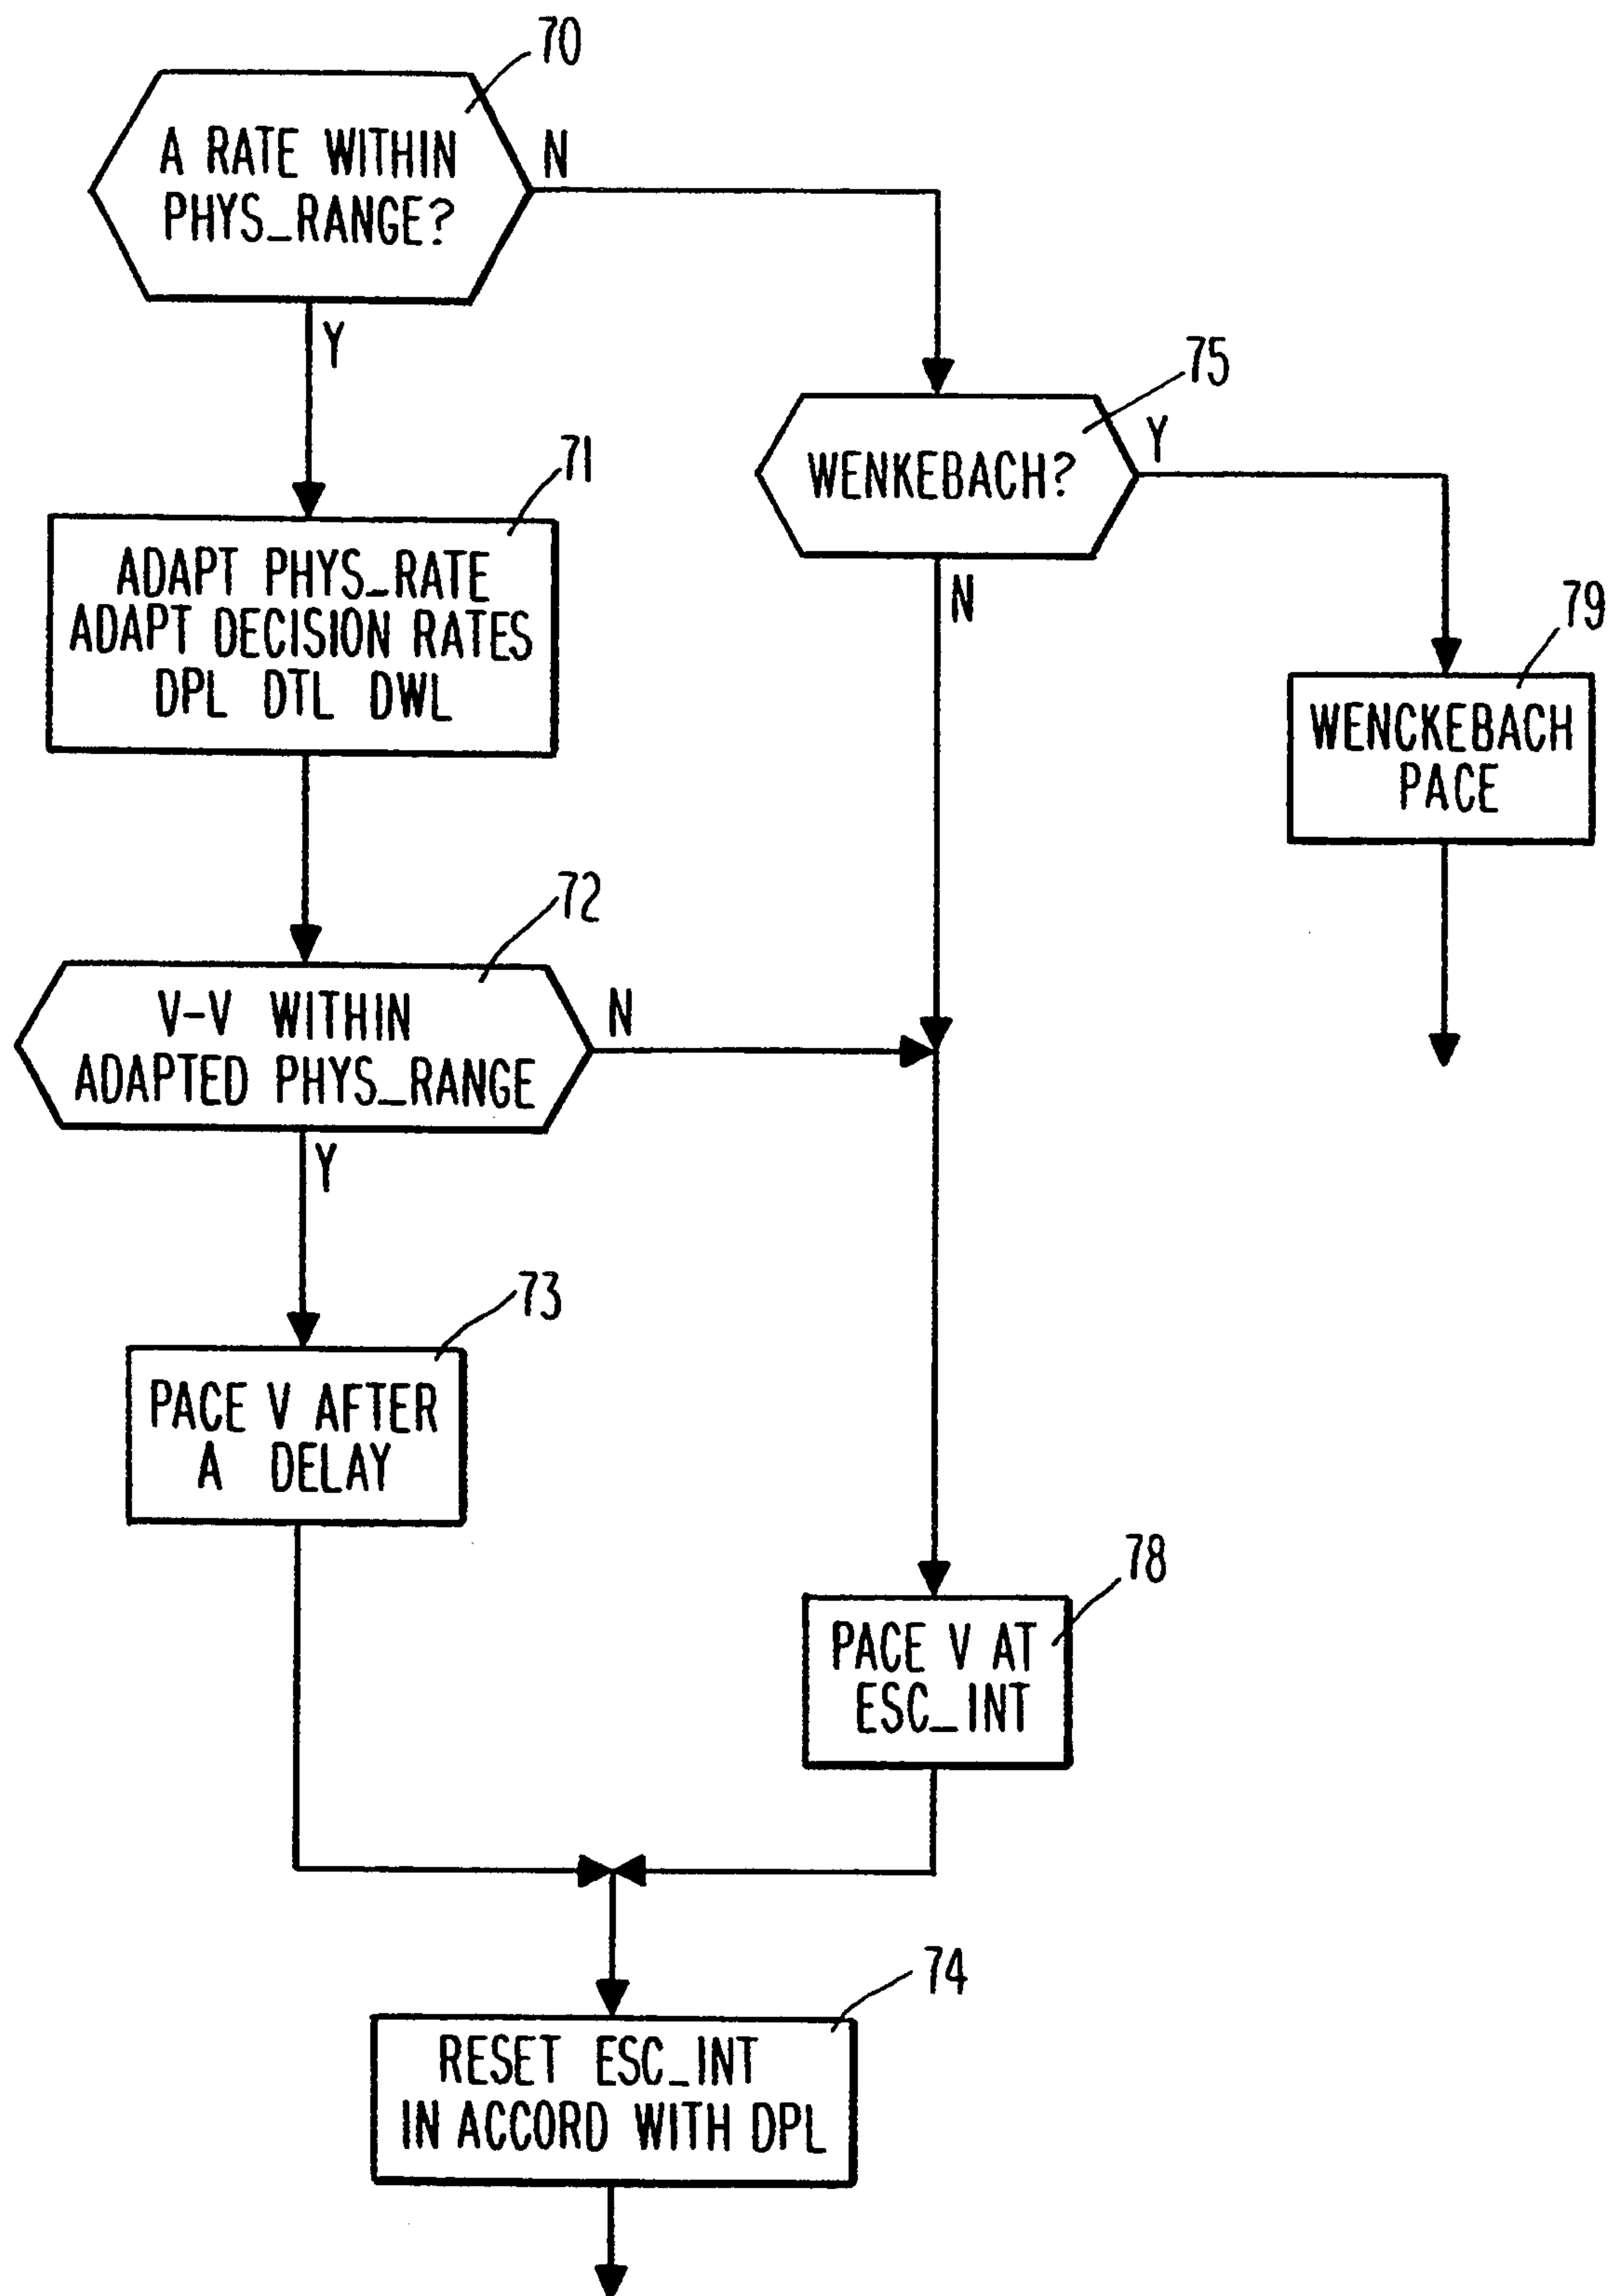 70
A RATE WITHIN
PHYS_RANGE?
N
Y
75
WENKEBACH?
Y
N
71
ADAPT PHYS_RATE
ADAPT DECISION RATES
DPL DTL DWL
79
WENCKEBACH
PACE
72
V-V WITHIN
ADAPTED PHYS_RANGE
N
Y
73
PACE V AFTER
A DELAY
78
PACE V AT
ESC_INT
74
RESET ESC_INT
IN ACCORD WITH DPL